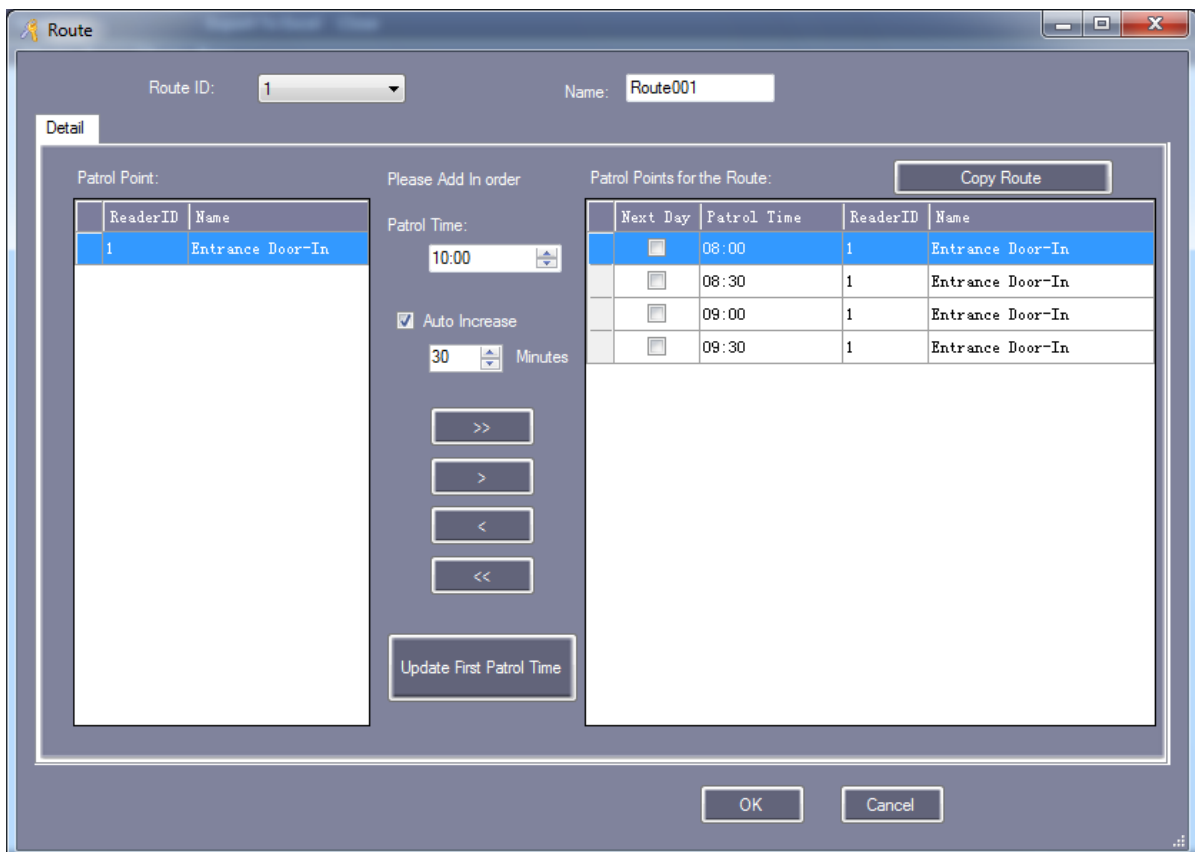 Route
Route ID: 1 Name: Route001
Detail
Patrol Point: Please Add In order Patrol Points for the Route: Copy Route
ReaderID Name
1 Entrance Door-In
Patrol Time:
10:00
Auto Increase
30 Minutes
>>
>
<
<<
Update First Patrol Time
Next Day Patrol Time ReaderID Name
08:00 1 Entrance Door-In
08:30 1 Entrance Door-In
09:00 1 Entrance Door-In
09:30 1 Entrance Door-In
OK Cancel